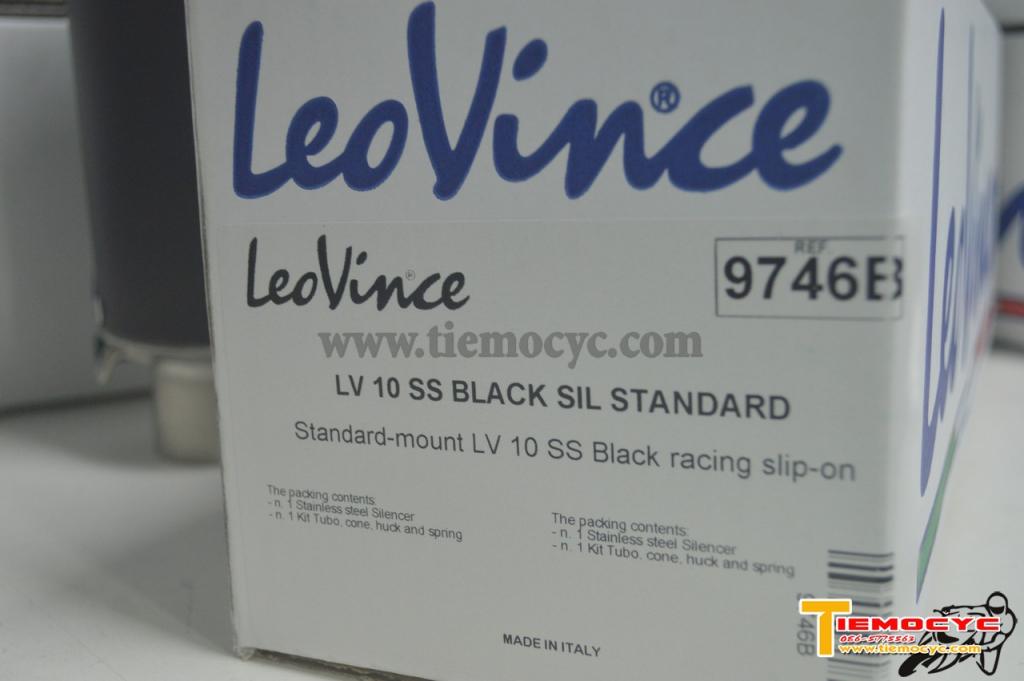 LeoVince®
LeoVince®
REF
9746B
www.tiemocyc.com
LV 10 SS BLACK SIL STANDARD
Standard-mount LV 10 SS Black racing slip-on
The packing contents:
- n. 1 Stainless steel Silencer
- n. 1 Kit Tubo, cone, huck and spring
The packing contents:
- n. 1 Stainless steel Silencer
- n. 1 Kit Tubo, cone, huck and spring
MADE IN ITALY
9746B
TIEMOCYC
086-5775563
www.tiemocyc.com